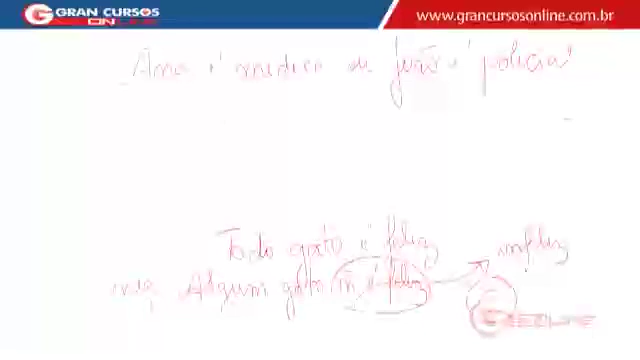 GRAN CURSOS
ONLINE
www.grancursosonline.com.br
Ana é médica ou João é policial
Todo gato é feliz
infeliz
neg Algum gato ñ é feliz